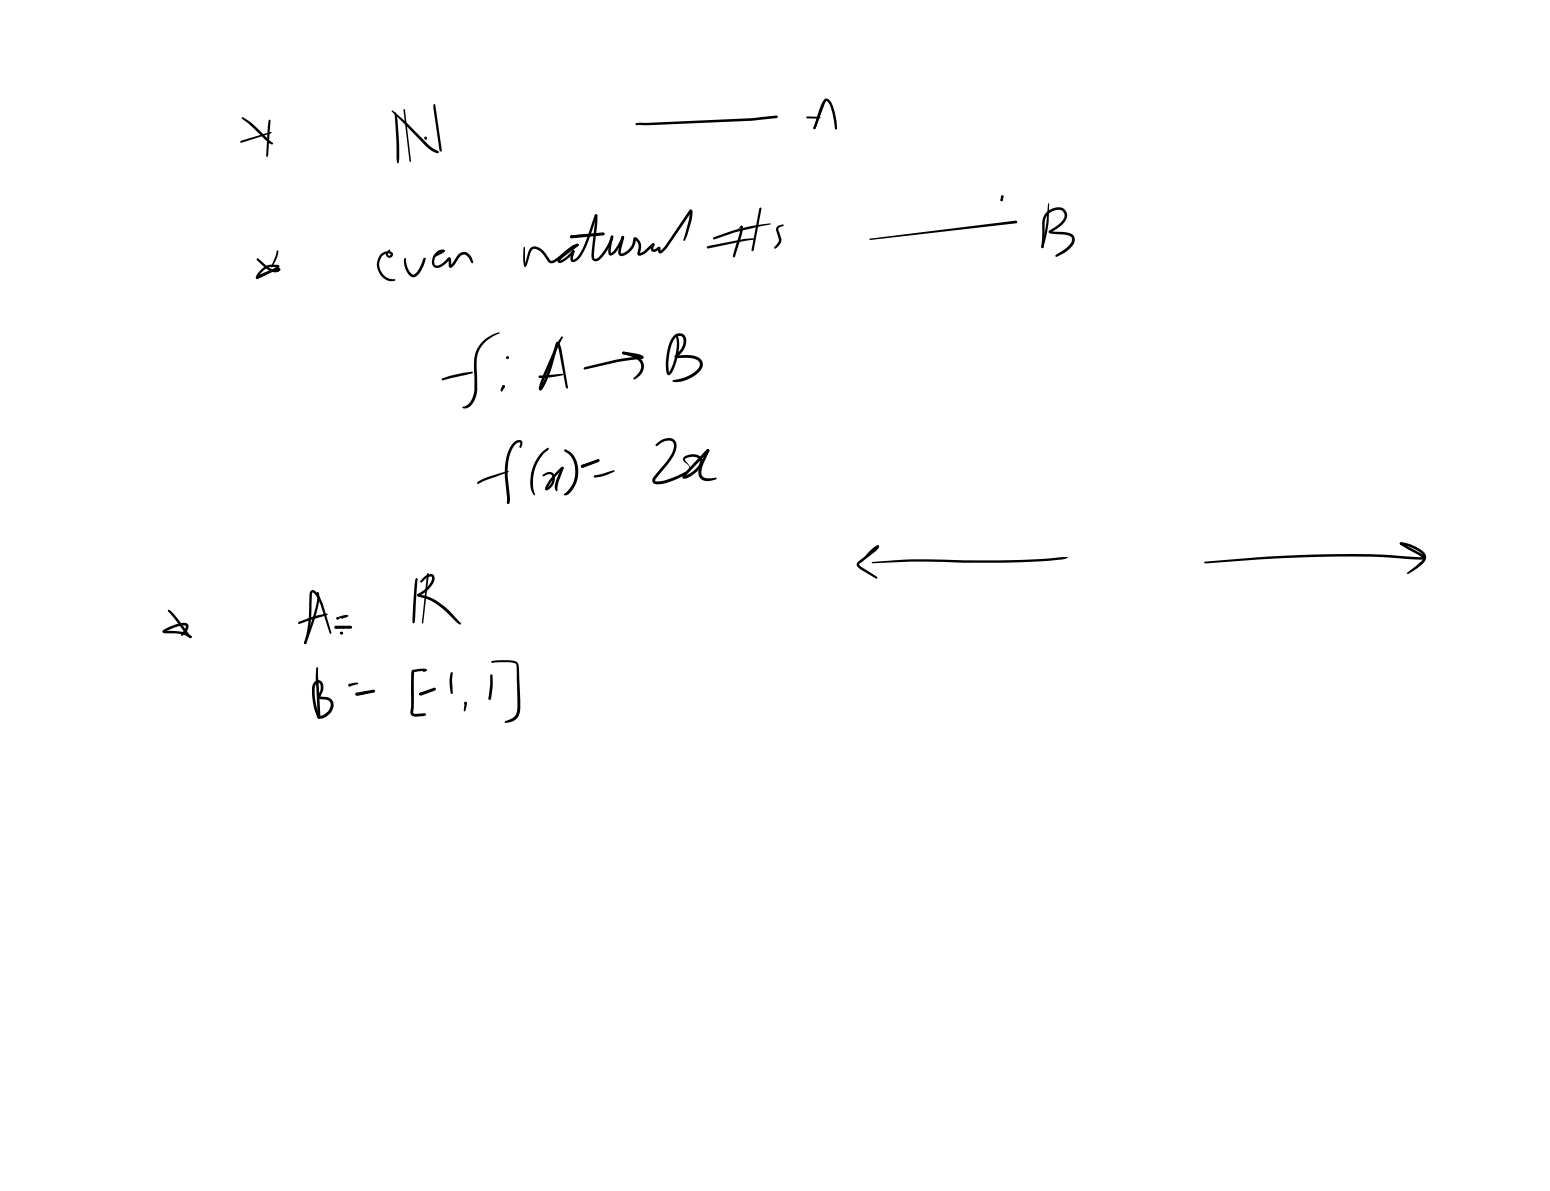 * ℕ — A
* even natural #s — B
f: A → B
f(x) = 2x
* A = ℝ
B = [-1, 1]